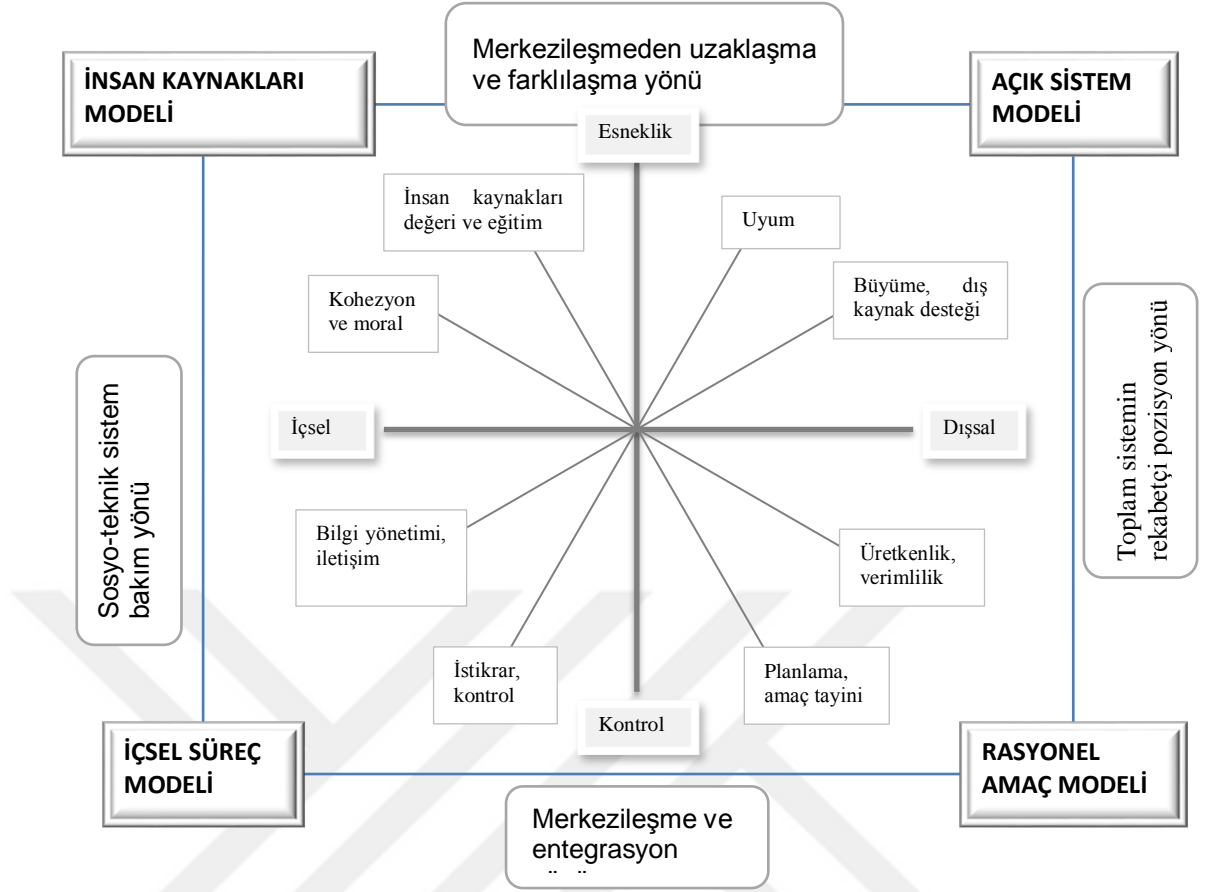 Merkezileşmeden uzaklaşma
ve farklılaşma yönü
İNSAN KAYNAKLARI
MODELİ
AÇIK SİSTEM
MODELİ
Esneklik
İnsan kaynakları
değeri ve eğitim
Uyum
Kohezyon
ve moral
Büyüme, dış
kaynak desteği
Sosyo-teknik sistem
bakım yönü
İçsel
Dışsal
Toplam sistemin
rekabetçi pozisyon yönü
Bilgi yönetimi,
iletişim
Üretkenlik,
verimlilik
İstikrar,
kontrol
Planlama,
amaç tayini
Kontrol
İÇSEL SÜREÇ
MODELİ
RASYONEL
AMAÇ MODELİ
Merkezileşme ve
entegrasyon